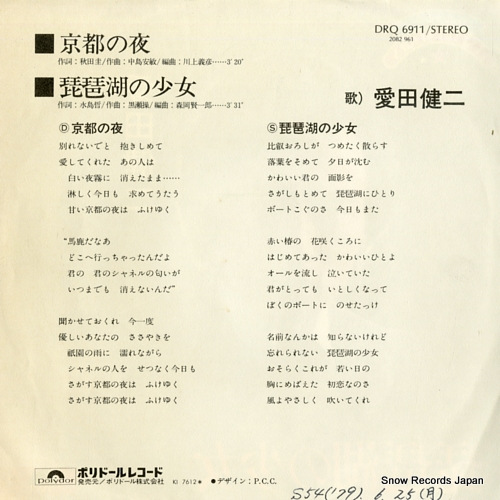 DRQ 6911/STEREO
2082 961
■京都の夜
作詞：秋田圭/作曲：中島安敏/編曲：川上義彦……3′20″
■琵琶湖の少女
作詞：水島哲/作曲：黒瀬操/編曲：森岡賢一郎……3′31″
歌）愛田健二
Ⓓ京都の夜
別れないでと　抱きしめて
愛してくれた　あの人は
白い夜霧に　消えたまま……
淋しく今日も　求めてうたう
甘い京都の夜は　ふけゆく
“馬鹿だなあ
どこへ行っちゃったんだよ
君の　君のシャネルの匂いが
いつまでも　消えないんだ”
聞かせておくれ　今一度
優しいあなたの　ささやきを
祇園の雨に　濡れながら
シャネルの人を　せつなく今日も
さがす京都の夜は　ふけゆく
さがす京都の夜は　ふけゆく
Ⓢ琵琶湖の少女
比叡おろしが　つめたく散らす
落葉をそめて　夕日が沈む
かわいい君の　面影を
さがしもとめて　琵琶湖にひとり
ボートこぐのさ　今日もまた
赤い椿の　花咲くころに
はじめてあった　かわいいひとよ
オールを流し　泣いていた
君がとっても　いとしくなって
ぼくのボートに　のせたっけ
名前なんかは　知らないけれど
忘れられない　琵琶湖の少女
おそらくこれが　若い日の
胸にめばえた　初恋なのさ
風よやさしく　吹いてくれ
polydor
ポリドールレコード
発売元/ポリドール株式会社
KI 7612★
●デザイン：P.C.C.
S54('79). 6. 25(月)
Snow Records Japan